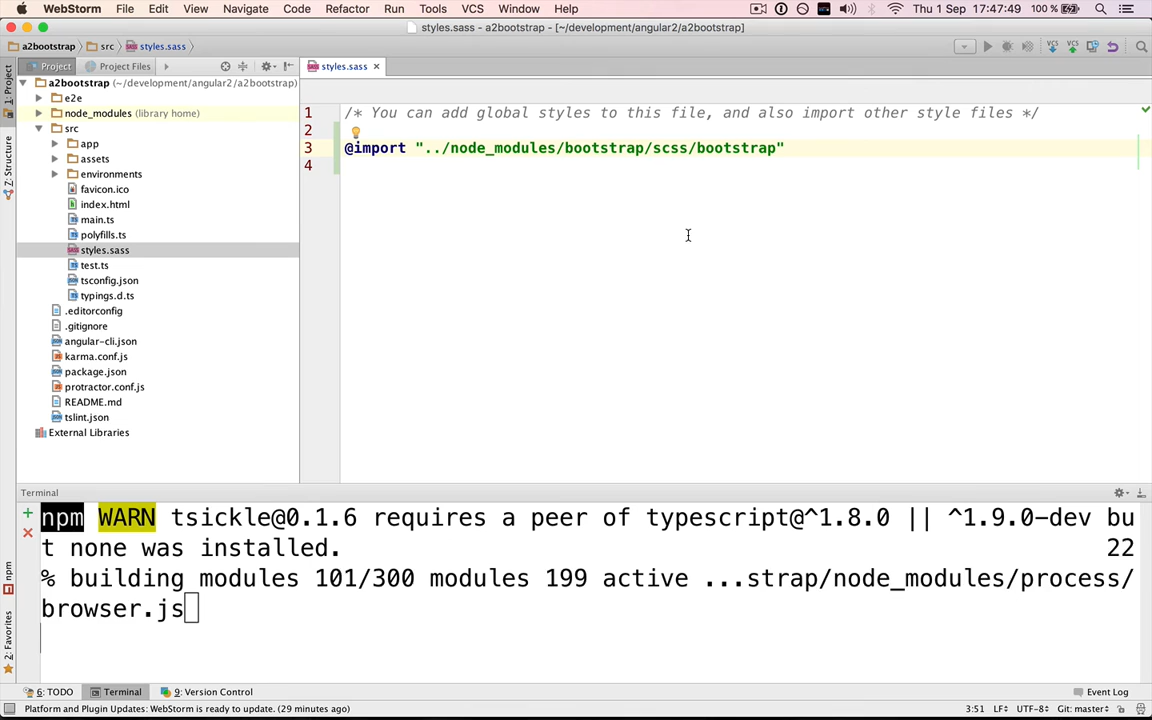 WebStorm File Edit View Navigate Code Refactor Run Tools VCS Window Help Thu 1 Sep 17:47:49 100 %
styles.sass - a2bootstrap - [~/development/angular2/a2bootstrap]
a2bootstrap src styles.sass
Project Project Files styles.sass
1: Project
Z: Structure
npm
2: Favorites
a2bootstrap (~/development/angular2/a2bootstrap)
e2e
node_modules (library home)
src
app
assets
environments
favicon.ico
index.html
main.ts
polyfills.ts
styles.sass
test.ts
tsconfig.json
typings.d.ts
.editorconfig
.gitignore
angular-cli.json
karma.conf.js
package.json
protractor.conf.js
README.md
tslint.json
External Libraries
1 /* You can add global styles to this file, and also import other style files */
2
3 @import "../node_modules/bootstrap/scss/bootstrap"
4
Terminal
npm WARN tsickle@0.1.6 requires a peer of typescript@^1.8.0 || ^1.9.0-dev bu
t none was installed. 22
% building modules 101/300 modules 199 active ...strap/node_modules/process/
browser.js
6: TODO Terminal 9: Version Control Event Log
Platform and Plugin Updates: WebStorm is ready to update. (29 minutes ago) 3:51 LF UTF-8 Git: master